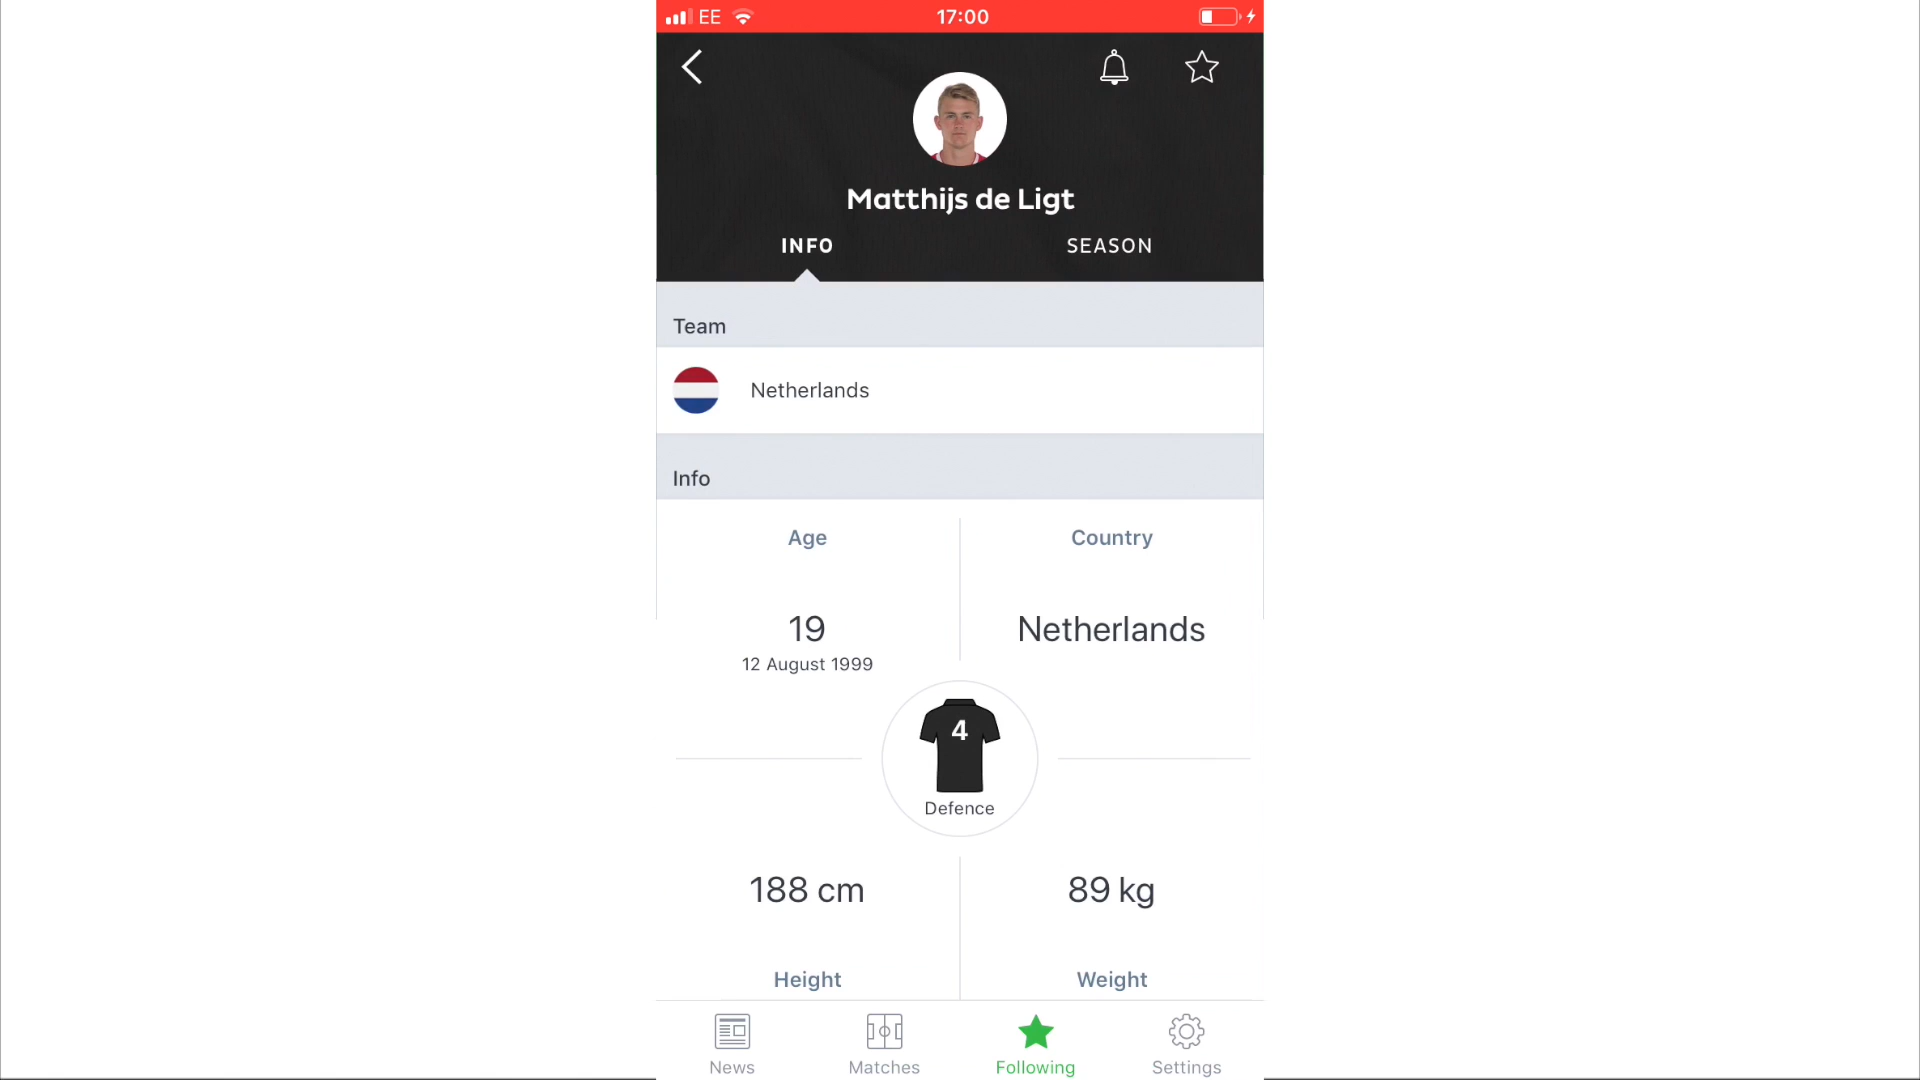 EE
17:00
Matthijs de Ligt
INFO
SEASON
Team
Netherlands
Info
Age
Country
19
Netherlands
12 August 1999
4
Defence
188 cm
89 kg
Height
Weight
News
Matches
Following
Settings